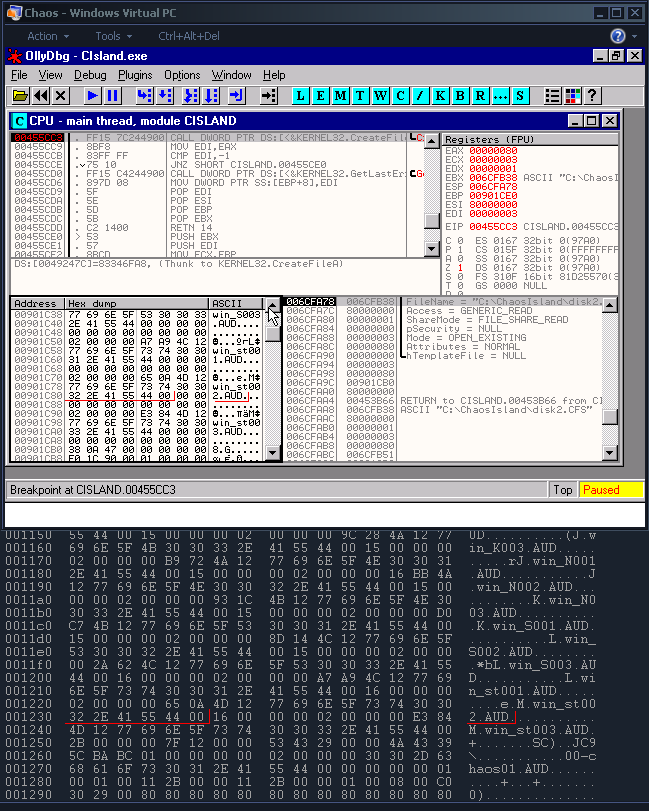 Chaos - Windows Virtual PC
Action Tools Ctrl+Alt+Del
OllyDbg - CIsland.exe
File View Debug Plugins Options Window Help
L E M T W C / K B R ... S
CPU - main thread, module CISLAND
00455CC3 . FF15 7C244900 CALL DWORD PTR DS:[<&KERNEL32.CreateFil
00455CC9 . 8BF8 MOV EDI,EAX
00455CCB . 83FF FF CMP EDI,-1
00455CCE .v75 10 JNZ SHORT CISLAND.00455CE0
00455CD0 . FF15 C4244900 CALL DWORD PTR DS:[<&KERNEL32.GetLastEr
00455CD6 . 897D 08 MOV DWORD PTR SS:[EBP+8],EDI
00455CD9 . 5F POP EDI
00455CDA . 5E POP ESI
00455CDB . 5D POP EBP
00455CDC . 5B POP EBX
00455CDD . C2 1400 RETN 14
00455CE0 > 53 PUSH EBX
00455CE1 . 57 PUSH EDI
00455CE2 . 8BCD MOV ECX,EBP
DS:[0049247C]=83346FA8, (Thunk to KERNEL32.CreateFileA)
Registers (FPU)
EAX 00000080
ECX 00000003
EDX 00000001
EBX 006CFB38 ASCII "C:\ChaosI
ESP 006CFA78
EBP 00901CE0
ESI 80000000
EDI 00000003
EIP 00455CC3 CISLAND.00455CC3
C 0 ES 0167 32bit 0(97A0)
P 1 CS 015F 32bit 0(FFFFFFFF
A 0 SS 0167 32bit 0(97A0)
Z 1 DS 0167 32bit 0(97A0)
S 0 FS 310F 16bit 81D25570(3
T 0 GS 0000 NULL
Address Hex dump ASCII
00901C38 77 69 6E 5F 53 30 30 33 win_S003
00901C40 2E 41 55 44 00 00 00 00 .AUD....
00901C48 00 00 00 00 00 00 00 00 ........
00901C50 02 00 00 00 A7 A9 4C 12
00901C58 77 69 6E 5F 73 74 30 30 win_st00
00901C60 31 2E 41 55 44 00 00 00 1.AUD...
00901C68 00 00 00 00 00 00 00 00 ........
00901C70 02 00 00 00 65 0A 4D 12
00901C78 77 69 6E 5F 73 74 30 30 win_st00
00901C80 32 2E 41 55 44 00 00 00 2.AUD...
00901C88 00 00 00 00 00 00 00 00 ........
00901C90 02 00 00 00 E3 84 4D 12
00901C98 77 69 6E 5F 73 74 30 30 win_st00
00901CA0 33 2E 41 55 44 00 00 00 3.AUD...
00901CA8 00 00 00 00 00 00 00 00 ........
00901CB0 38 0A 47 00 00 00 00 00 8.G.....
006CFA78 006CFB38 FileName = "C:\ChaosIsland\disk2.
006CFA7C 80000000 Access = GENERIC_READ
006CFA80 00000001 ShareMode = FILE_SHARE_READ
006CFA84 00000000 pSecurity = NULL
006CFA88 00000003 Mode = OPEN_EXISTING
006CFA8C 00000080 Attributes = NORMAL
006CFA90 00000000 hTemplateFile = NULL
006CFA94 00000000
006CFA98 00901CB0
006CFA9C 00000000
006CFAA0 00000000
006CFAA4 00453B66 RETURN to CISLAND.00453B66 from CI
006CFAA8 006CFB38 ASCII "C:\ChaosIsland\disk2.CFS"
006CFAAC 80000000
006CFAB0 00000001
006CFAB4 00000003
006CFAB8 00000000
006CFABC 006CFB51
Breakpoint at CISLAND.00455CC3
Top Paused
001150 55 44 00 15 00 00 00 02 00 00 00 9C 28 4A 12 77 UD..........(J.w
001160 69 6E 5F 4B 30 30 33 2E 41 55 44 00 15 00 00 00 in_K003.AUD.....
001170 02 00 00 00 B9 72 4A 12 77 69 6E 5F 4E 30 30 31 .....rJ.win_N001
001180 2E 41 55 44 00 15 00 00 00 02 00 00 00 16 BB 4A .AUD...........J
001190 12 77 69 6E 5F 4E 30 30 32 2E 41 55 44 00 15 00 .win_N002.AUD...
0011a0 00 00 02 00 00 00 93 1C 4B 12 77 69 6E 5F 4E 30 ........K.win_N0
0011b0 30 33 2E 41 55 44 00 15 00 00 00 02 00 00 00 D0 03.AUD..........
0011c0 C7 4B 12 77 69 6E 5F 53 30 30 31 2E 41 55 44 00 .K.win_S001.AUD.
0011d0 15 00 00 00 02 00 00 00 8D 14 4C 12 77 69 6E 5F ..........L.win_
0011e0 53 30 30 32 2E 41 55 44 00 15 00 00 00 02 00 00 S002.AUD........
0011f0 00 2A 62 4C 12 77 69 6E 5F 53 30 30 33 2E 41 55 .*bL.win_S003.AU
001200 44 00 16 00 00 00 02 00 00 00 A7 A9 4C 12 77 69 D...........L.wi
001210 6E 5F 73 74 30 30 31 2E 41 55 44 00 16 00 00 00 n_st001.AUD.....
001220 02 00 00 00 65 0A 4D 12 77 69 6E 5F 73 74 30 30 ....e.M.win_st00
001230 32 2E 41 55 44 00 16 00 00 00 02 00 00 00 E3 84 2.AUD...........
001240 4D 12 77 69 6E 5F 73 74 30 30 33 2E 41 55 44 00 M.win_st003.AUD.
001250 2B 00 00 00 7F 12 00 00 53 43 29 00 00 4A 43 39 +.......SC)..JC9
001260 5C BA BC 01 00 00 00 00 00 00 00 30 30 2D 63 \..........00-c
001270 68 61 6F 73 30 31 2E 41 55 44 00 00 00 00 00 00 haos01.AUD......
001280 00 01 00 11 2B 00 00 11 2B 00 00 01 00 08 00 C0 ....+...+.......
001290 30 29 00 80 80 80 80 80 80 80 80 80 80 80 80 80 0).............